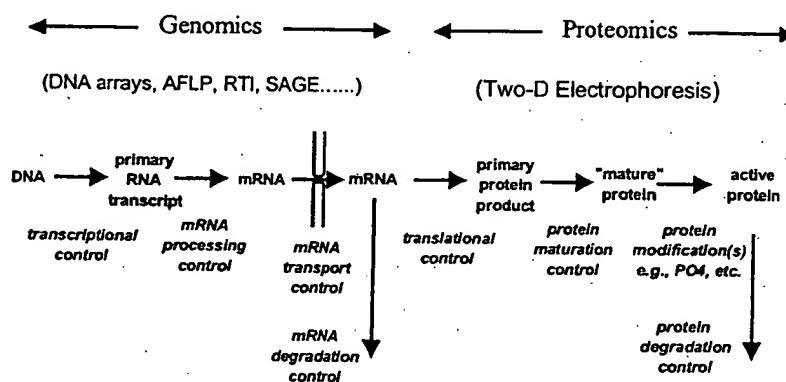 Genomics
Proteomics
(DNA arrays, AFLP, RTI, SAGE......)
(Two-D Electrophoresis)
DNA
primary
RNA
transcript
mRNA
mRNA
primary
protein
product
"mature"
protein
active
protein
transcriptional
control
mRNA
processing
control
mRNA
transport
control
translational
control
protein
maturation
control
protein
modification(s)
e.g., PO4, etc.
mRNA
degradation
control
protein
degradation
control